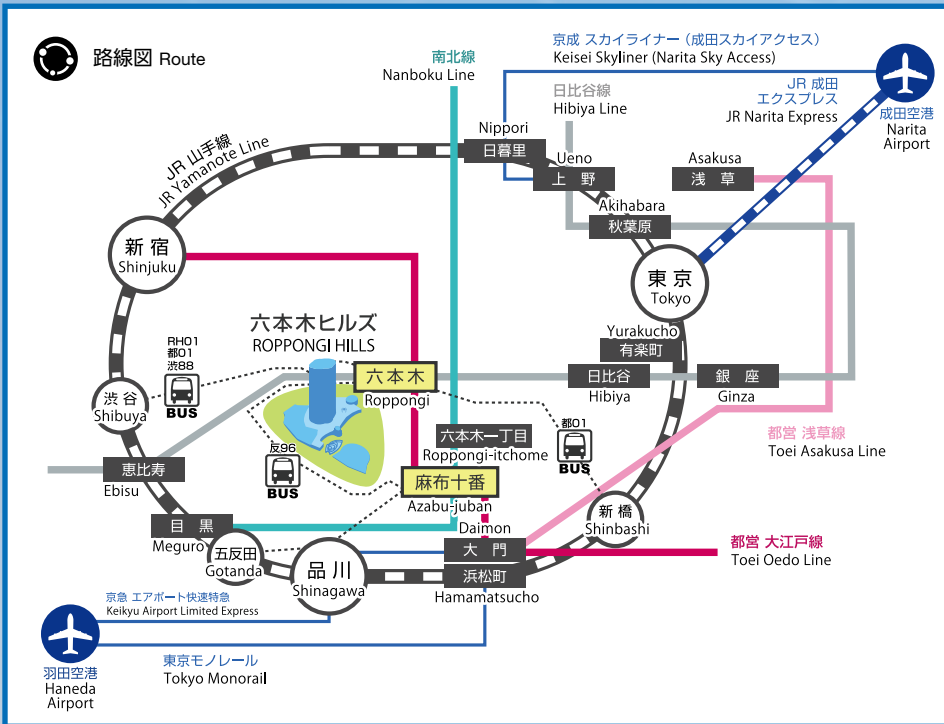 路線図 Route
南北線
Nanboku Line
京成 スカイライナー（成田スカイアクセス）
Keisei Skyliner (Narita Sky Access)
日比谷線
Hibiya Line
JR 成田
エクスプレス
JR Narita Express
成田空港
Narita
Airport
JR 山手線
JR Yamanote Line
Nippori
日暮里
Ueno
上野
Asakusa
浅草
Akihabara
秋葉原
新宿
Shinjuku
東京
Tokyo
六本木ヒルズ
ROPPONGI HILLS
Yurakucho
有楽町
RH01
都01
渋88
BUS
六本木
Roppongi
日比谷
Hibiya
銀座
Ginza
渋谷
Shibuya
六本木一丁目
Roppongi-itchome
都01
BUS
都営 浅草線
Toei Asakusa Line
反96
BUS
恵比寿
Ebisu
麻布十番
Azabu-juban
新橋
Shinbashi
目黒
Meguro
Daimon
大門
五反田
Gotanda
品川
Shinagawa
浜松町
Hamamatsucho
都営 大江戸線
Toei Oedo Line
京急 エアポート快速特急
Keikyu Airport Limited Express
羽田空港
Haneda
Airport
東京モノレール
Tokyo Monorail